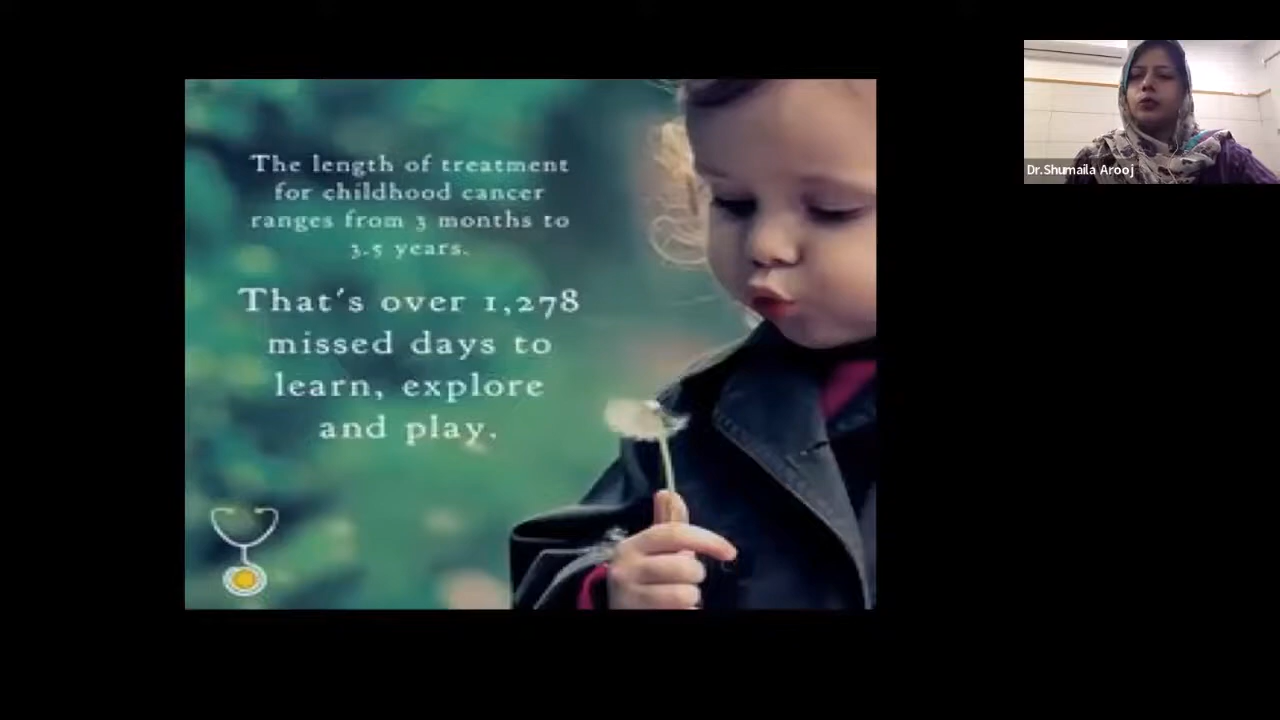 The length of treatment
for childhood cancer
ranges from 3 months to
3.5 years.
That's over 1,278
missed days to
learn, explore
and play.
Dr.Shumaila Arooj